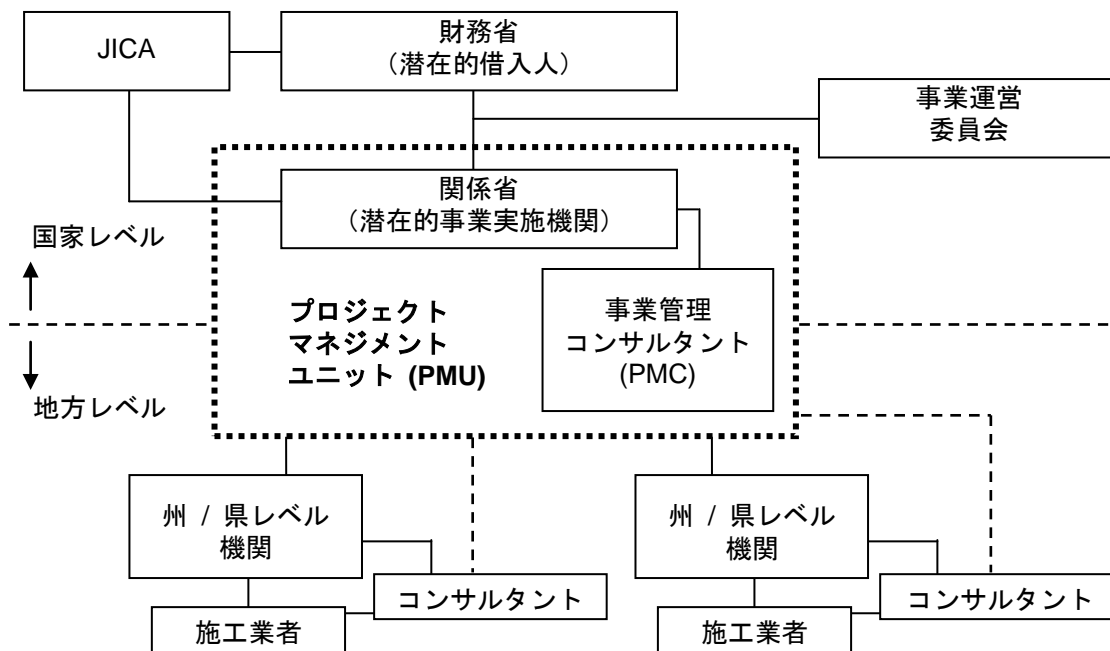 JICA
財務省
（潜在的借入人）
事業運営
委員会
関係省
（潜在的事業実施機関）
国家レベル
プロジェクト
マネジメント
ユニット (PMU)
事業管理
コンサルタント
(PMC)
地方レベル
州 / 県レベル
機関
コンサルタント
施工業者
州 / 県レベル
機関
コンサルタント
施工業者